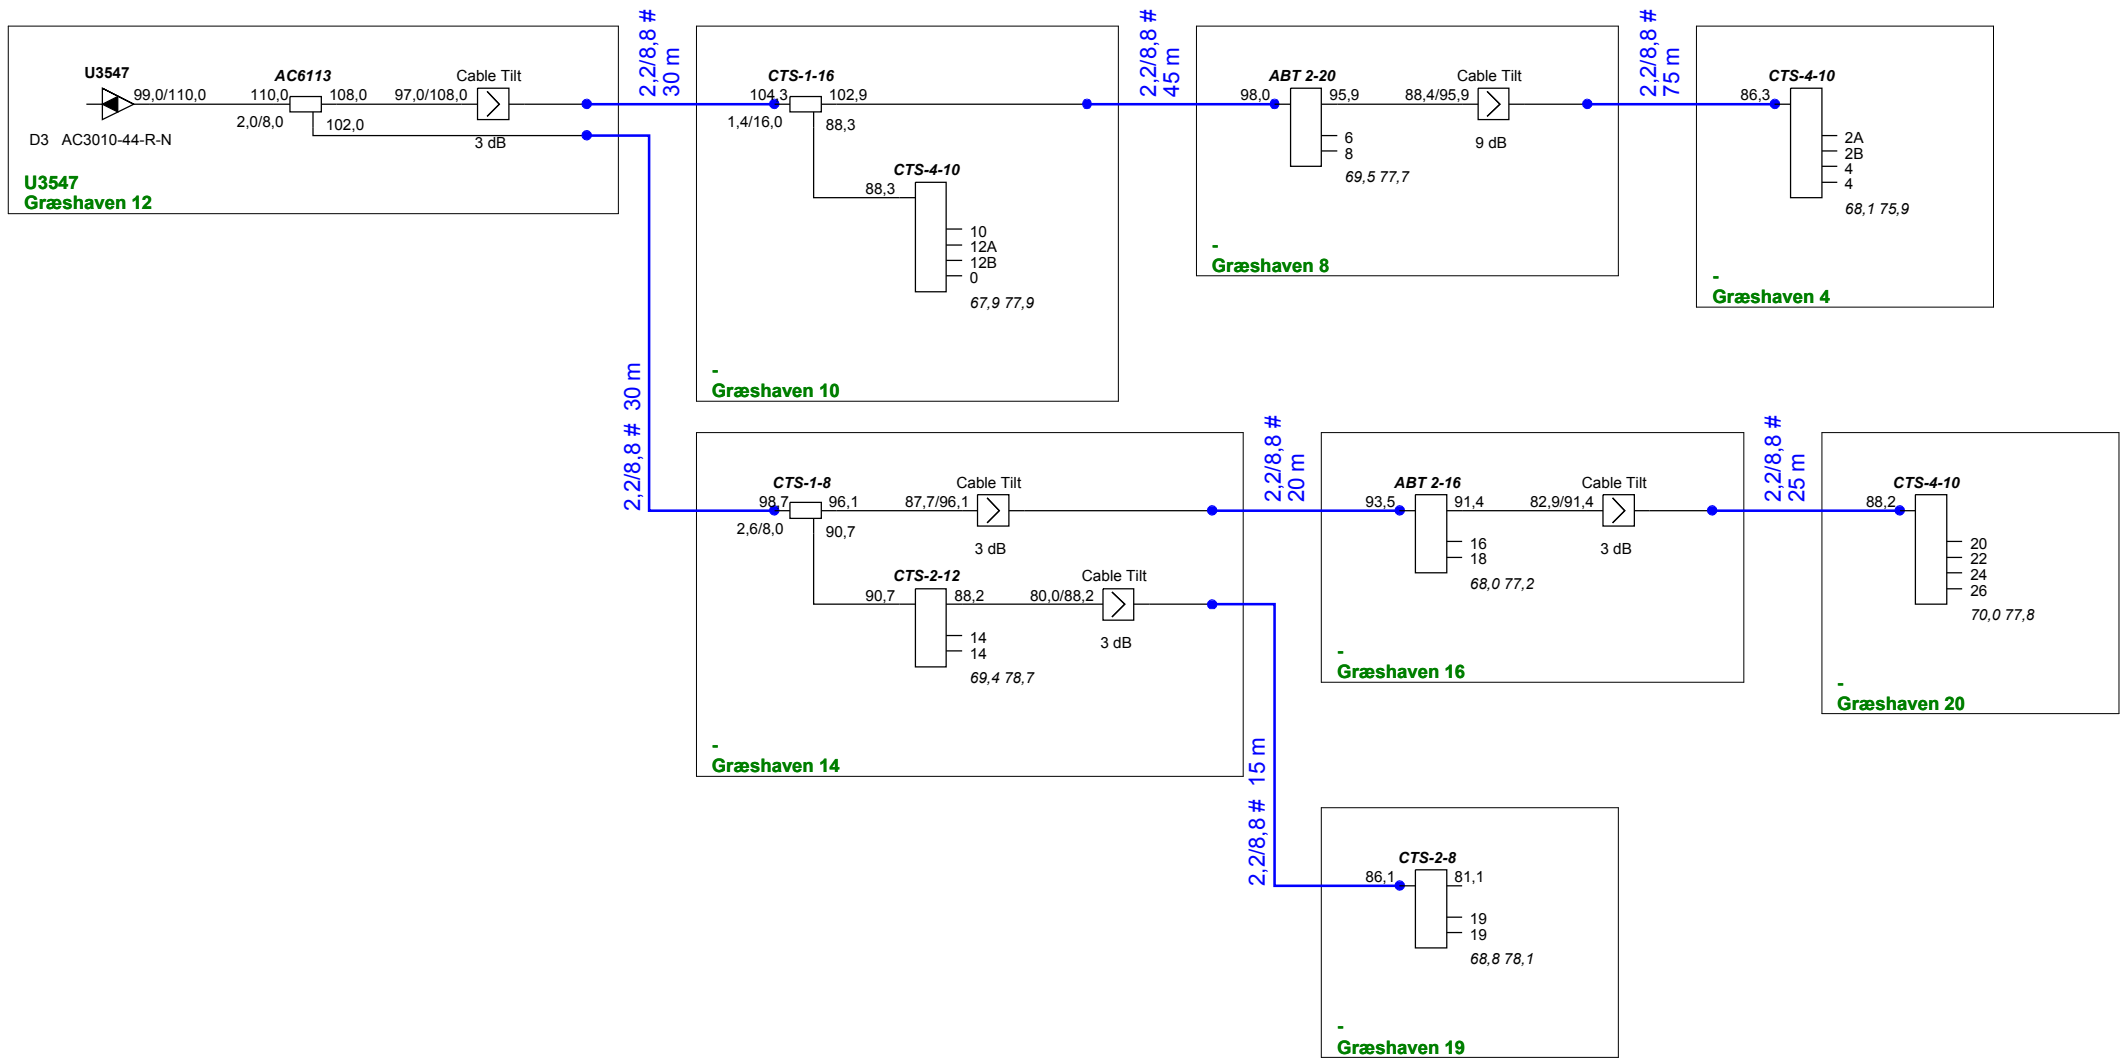 U3547
99,0/110,0
D3 AC3010-44-R-N
AC6113
110,0
108,0
2,0/8,0
102,0
Cable Tilt
97,0/108,0
3 dB
U3547
Græshaven 12
2,2/8,8 #
30 m
CTS-1-16
104,3
102,9
1,4/16,0
88,3
CTS-4-10
88,3
10
12A
12B
0
67,9 77,9
-
Græshaven 10
2,2/8,8 #
45 m
ABT 2-20
98,0
95,9
6
8
69,5 77,7
Cable Tilt
88,4/95,9
9 dB
-
Græshaven 8
2,2/8,8 #
75 m
CTS-4-10
86,3
2A
2B
4
4
68,1 75,9
-
Græshaven 4
2,2/8,8 # 30 m
CTS-1-8
98,7
96,1
2,6/8,0
90,7
Cable Tilt
87,7/96,1
3 dB
CTS-2-12
90,7
88,2
14
14
69,4 78,7
Cable Tilt
80,0/88,2
3 dB
-
Græshaven 14
2,2/8,8 #
20 m
ABT 2-16
93,5
91,4
16
18
68,0 77,2
Cable Tilt
82,9/91,4
3 dB
-
Græshaven 16
2,2/8,8 #
25 m
CTS-4-10
88,2
20
22
24
26
70,0 77,8
-
Græshaven 20
2,2/8,8 # 15 m
CTS-2-8
86,1
81,1
19
19
68,8 78,1
-
Græshaven 19